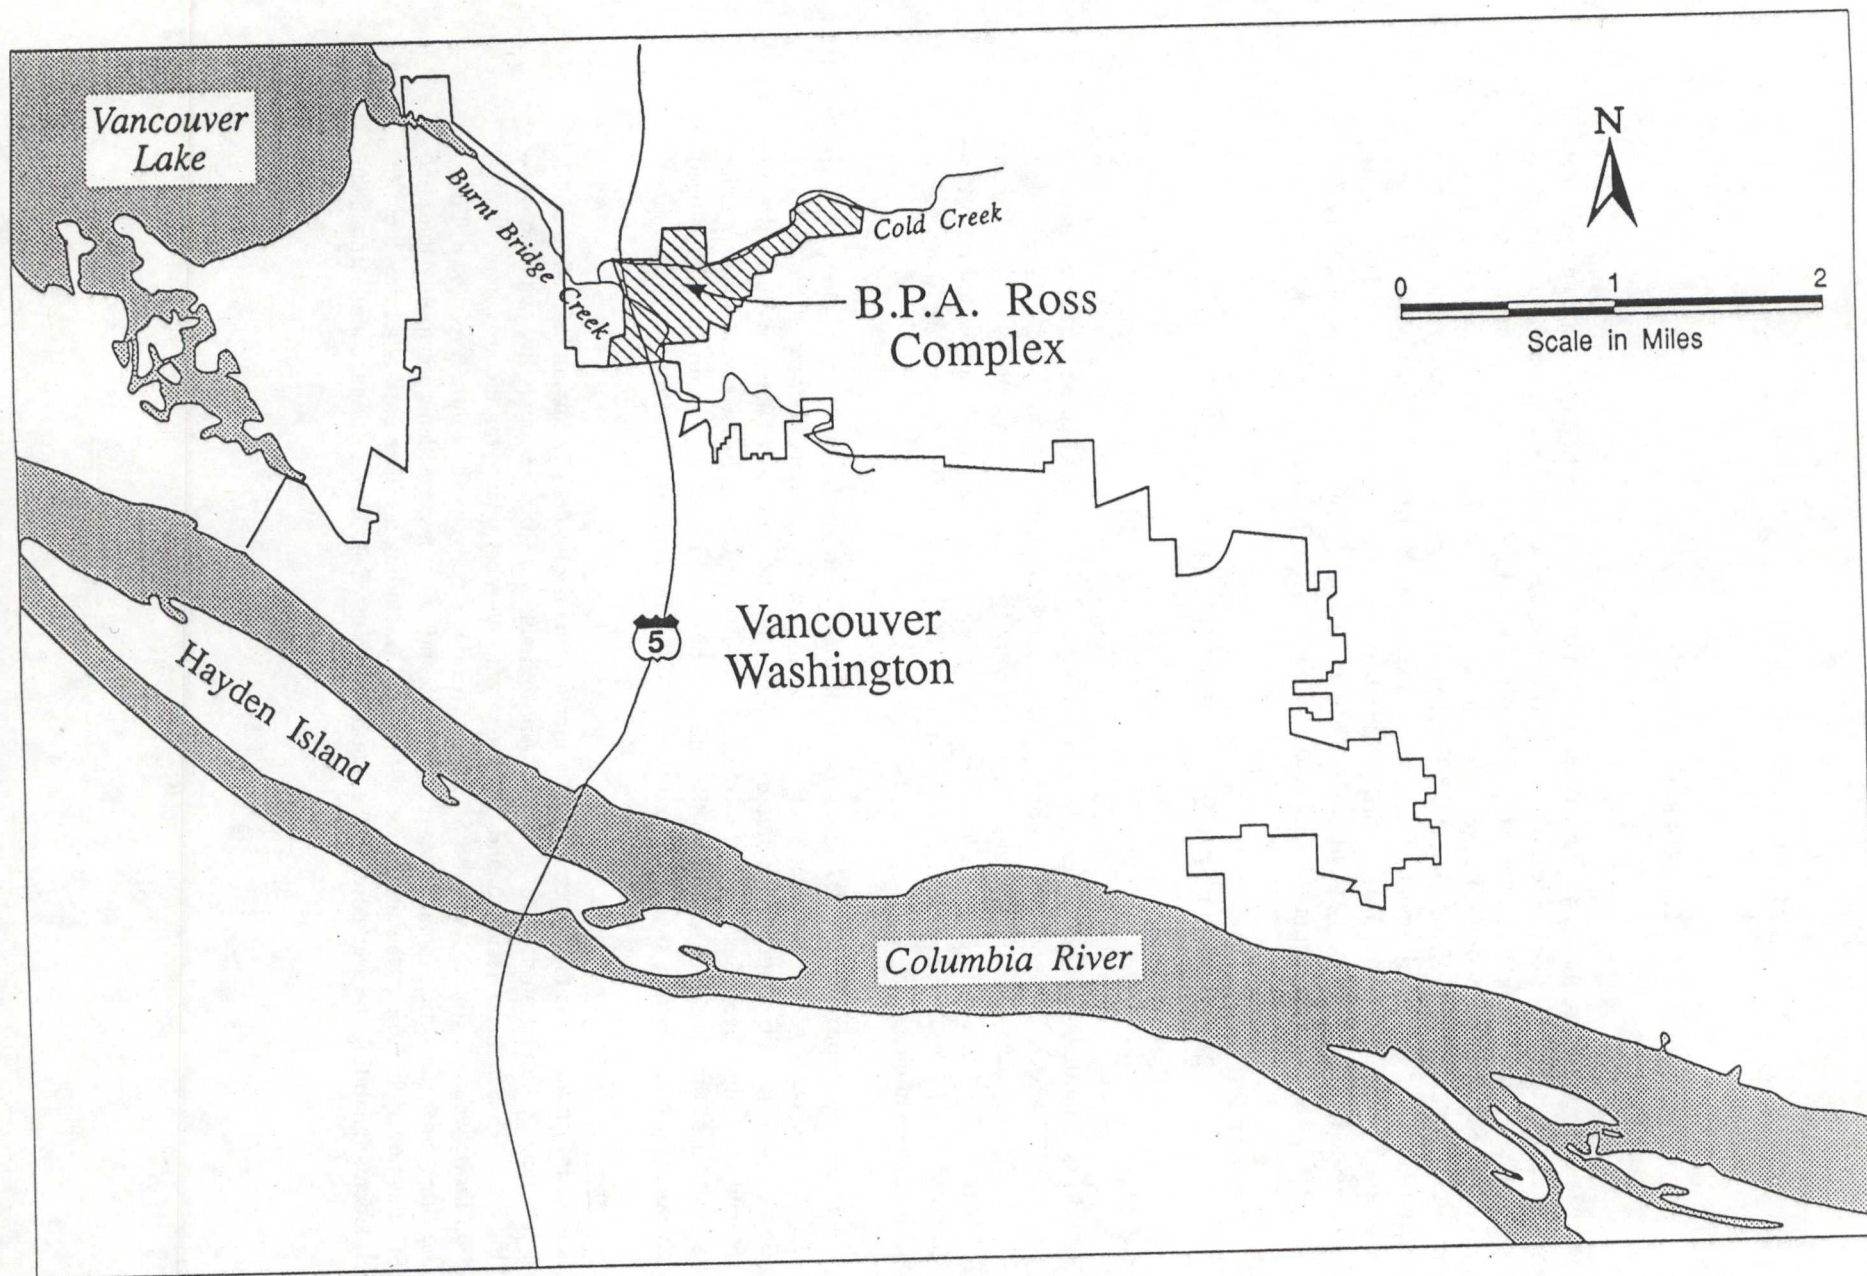 Vancouver
Lake
N
Burnt Bridge Creek
Cold Creek
B.P.A. Ross
Complex
0 1 2
Scale in Miles
5
Vancouver
Washington
Hayden Island
Columbia River